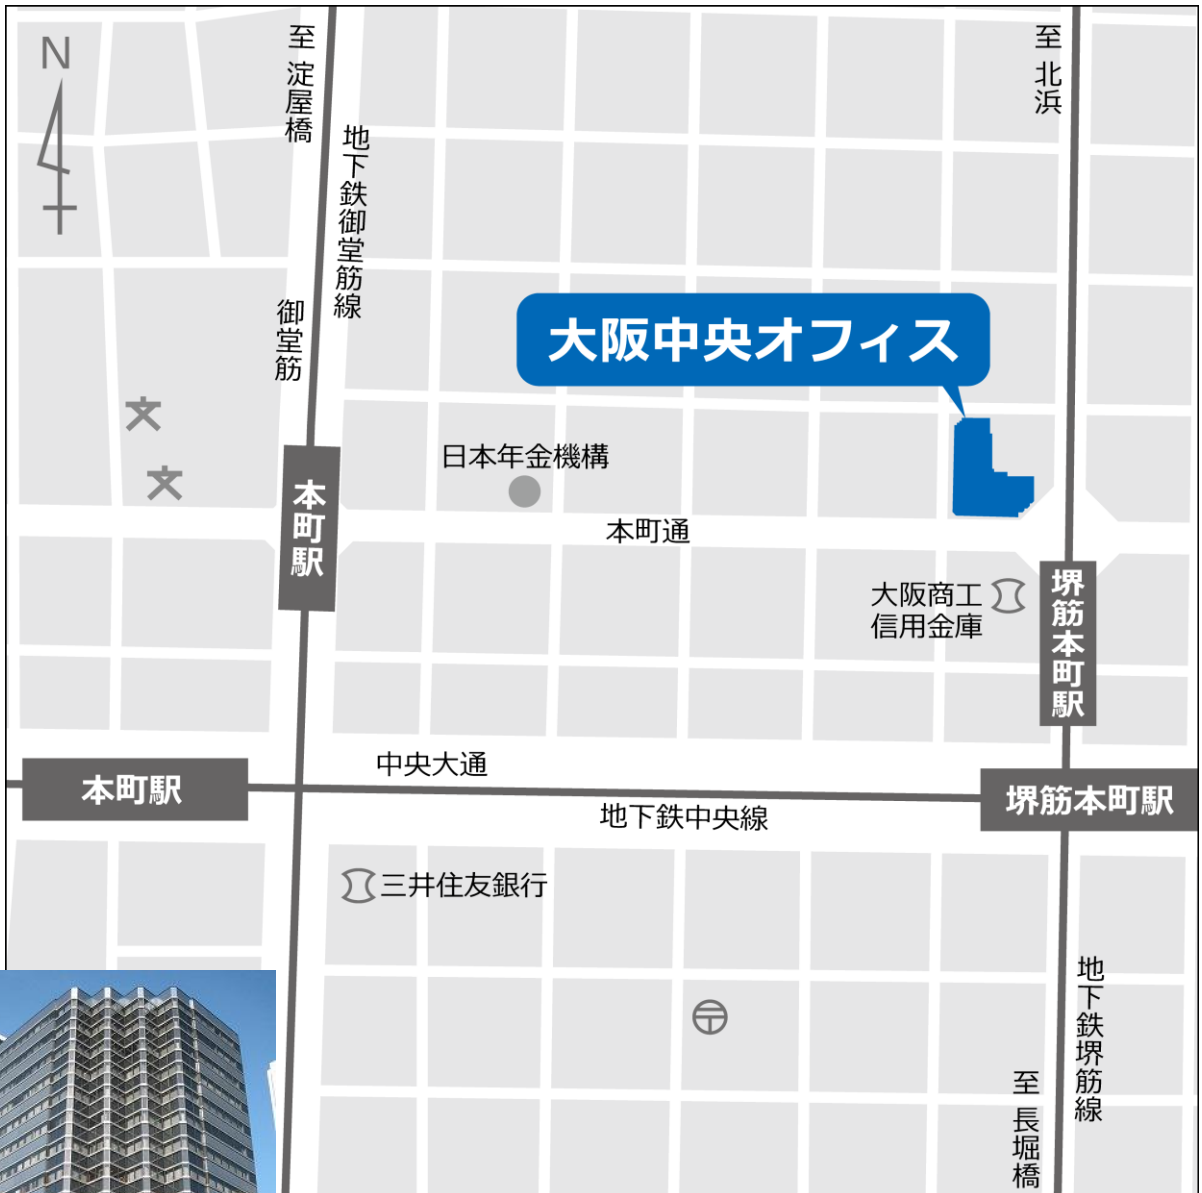 N
至 淀屋橋
地下鉄御堂筋線
御堂筋
至 北浜
大阪中央オフィス
日本年金機構
本町駅
本町通
大阪商工
信用金庫
堺筋本町駅
中央大通
本町駅
堺筋本町駅
地下鉄中央線
三井住友銀行
地下鉄堺筋線
至 長堀橋